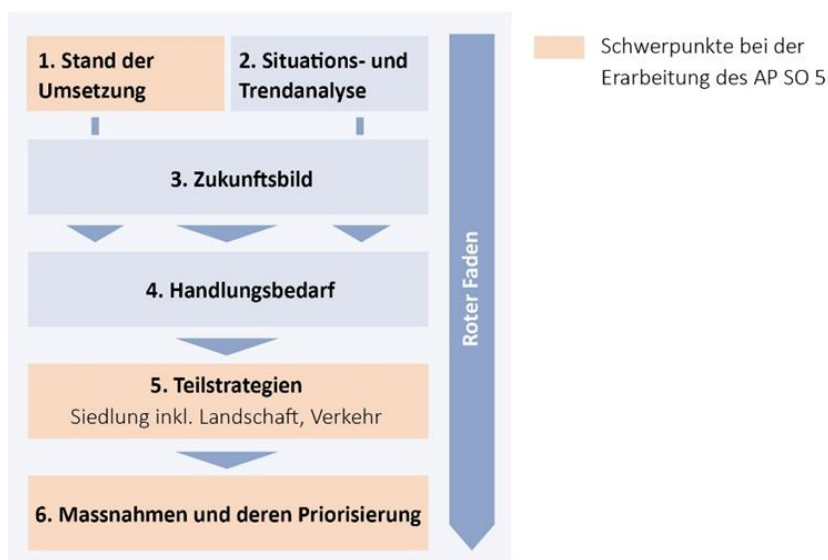 1. Stand der
Umsetzung
2. Situations- und
Trendanalyse
3. Zukunftsbild
4. Handlungsbedarf
5. Teilstrategien
Siedlung inkl. Landschaft, Verkehr
6. Massnahmen und deren Priorisierung
Roter Faden
Schwerpunkte bei der
Erarbeitung des AP SO 5